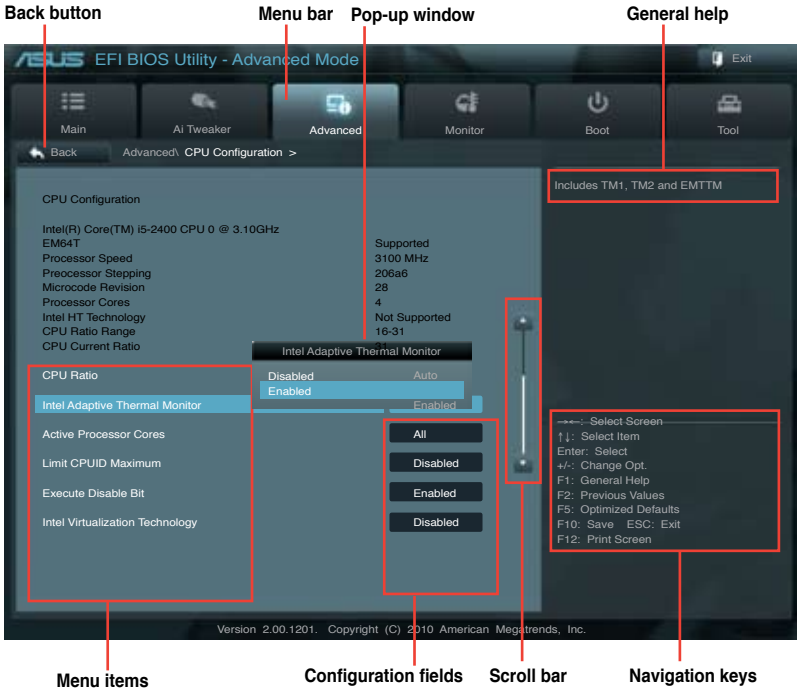 Back button Menu bar Pop-up window General help
ASUS EFI BIOS Utility - Advanced Mode Exit
Main Ai Tweaker Advanced Monitor Boot Tool
Back Advanced\ CPU Configuration >
Includes TM1, TM2 and EMTTM
CPU Configuration
Intel(R) Core(TM) i5-2400 CPU 0 @ 3.10GHz
EM64T Supported
Processor Speed 3100 MHz
Preocessor Stepping 206a6
Microcode Revision 28
Processor Cores 4
Intel HT Technology Not Supported
CPU Ratio Range 16-31
CPU Current Ratio 31
Intel Adaptive Thermal Monitor
CPU Ratio Disabled Auto
Enabled
Intel Adaptive Thermal Monitor Enabled
Active Processor Cores All
Limit CPUID Maximum Disabled
Execute Disable Bit Enabled
Intel Virtualization Technology Disabled
→←: Select Screen
↑↓: Select Item
Enter: Select
+/-: Change Opt.
F1: General Help
F2: Previous Values
F5: Optimized Defaults
F10: Save ESC: Exit
F12: Print Screen
Version 2.00.1201. Copyright (C) 2010 American Megatrends, Inc.
Menu items Configuration fields Scroll bar Navigation keys